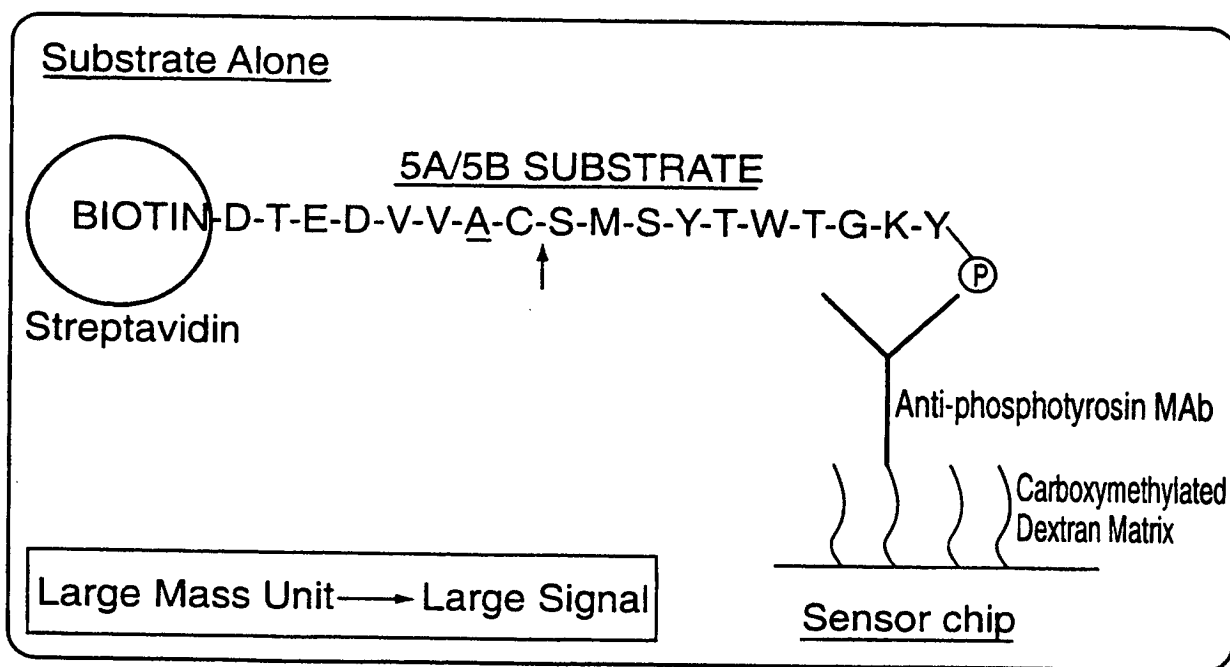 Substrate Alone
5A/5B SUBSTRATE
BIOTIN-D-T-E-D-V-V-A-C-S-M-S-Y-T-W-T-G-K-Y
P
Streptavidin
Anti-phosphotyrosin MAb
Carboxymethylated
Dextran Matrix
Large Mass Unit→Large Signal
Sensor chip